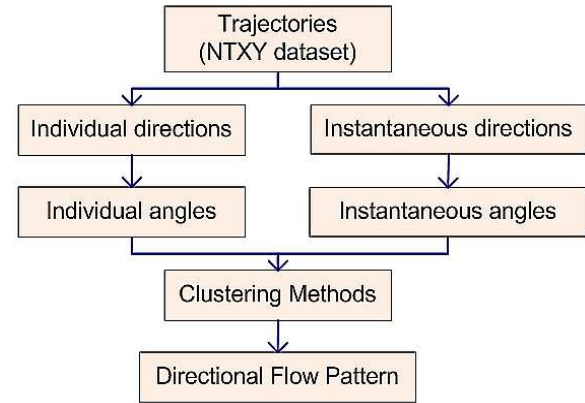 Trajectories
(NTXY dataset)
Individual directions
Instantaneous directions
Individual angles
Instantaneous angles
Clustering Methods
Directional Flow Pattern